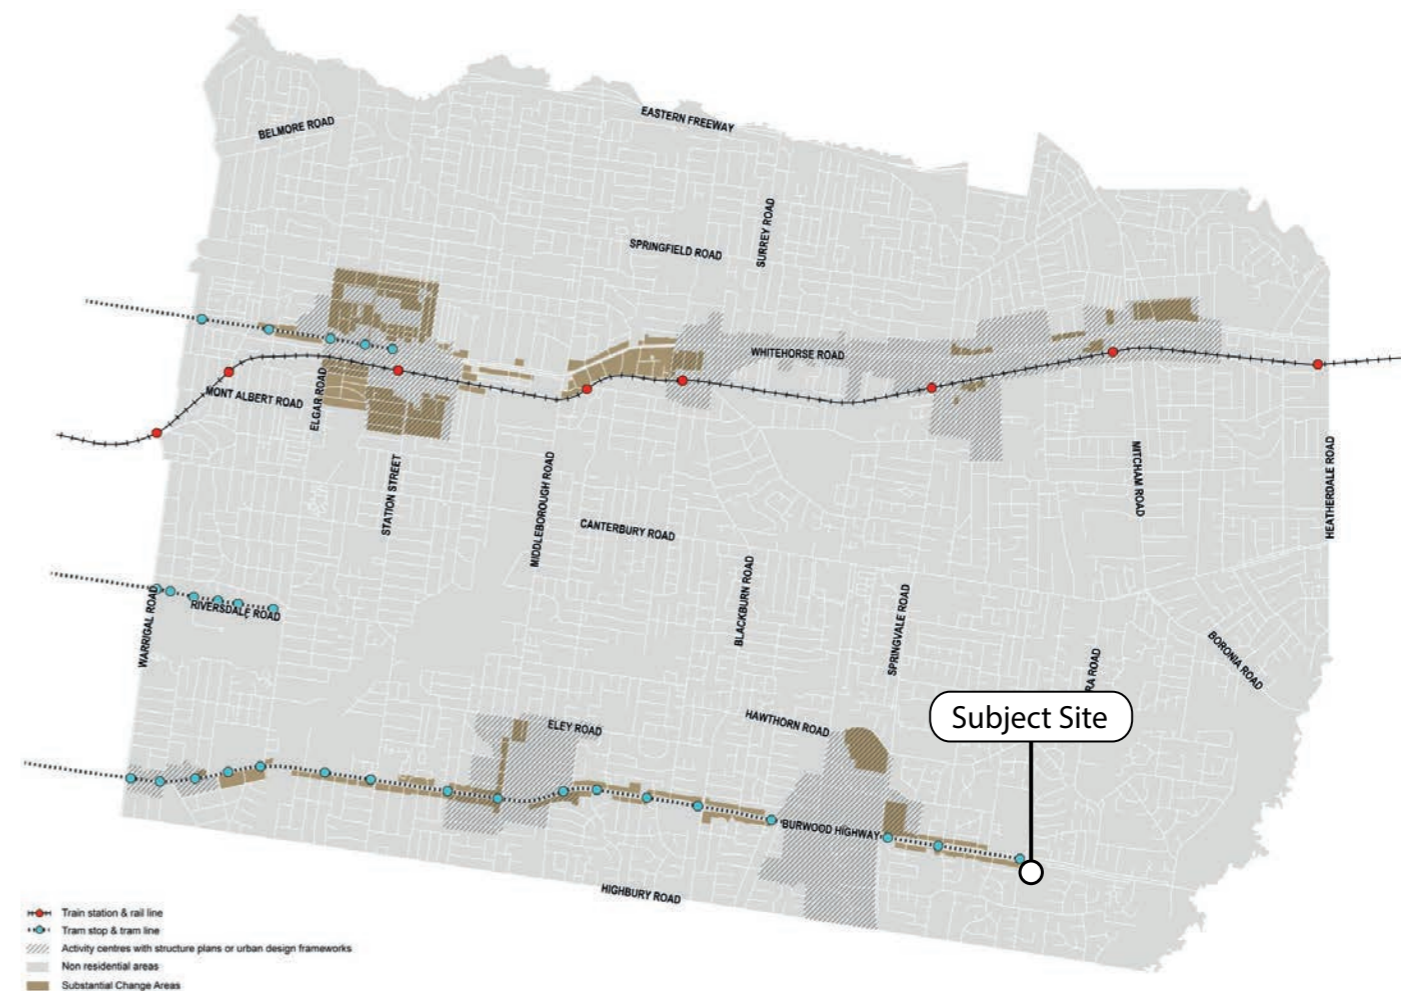 EASTERN FREEWAY
BELMORE ROAD
SURREY ROAD
SPRINGFIELD ROAD
WHITEHORSE ROAD
MONT ALBERT ROAD
ELGAR ROAD
STATION STREET
MIDDLEBOROUGH ROAD
MITCHAM ROAD
HEATHERDALE ROAD
CANTERBURY ROAD
BLACKBURN ROAD
SPRINGVALE ROAD
RIVERSDALE ROAD
WARRIGAL ROAD
BORONIA ROAD
RA ROAD
Subject Site
HAWTHORN ROAD
ELEY ROAD
BURWOOD HIGHWAY
HIGHBURY ROAD
Train station & rail line
Tram stop & tram line
Activity centres with structure plans or urban design frameworks
Non residential areas
Substantial Change Areas